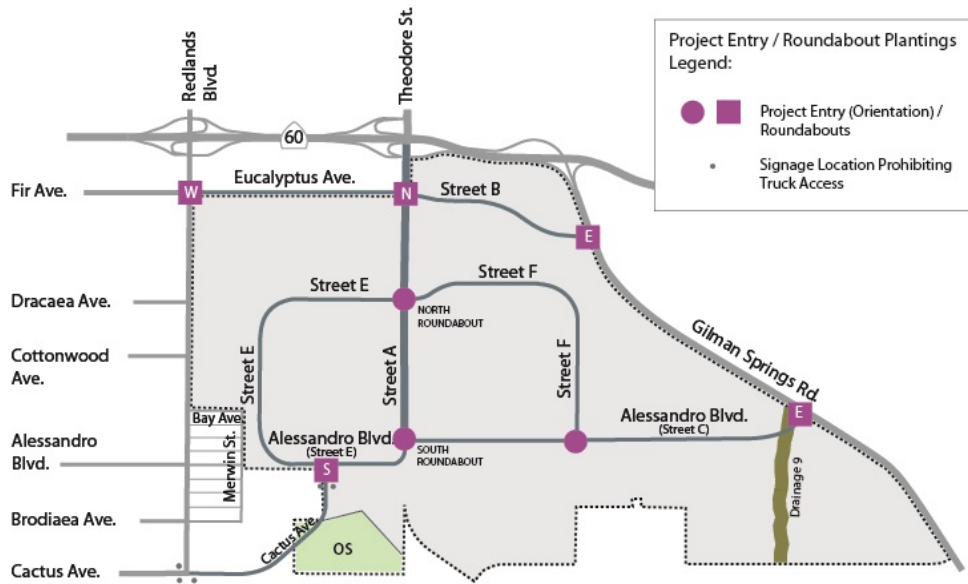 Redlands
Blvd.
Theodore St.
Project Entry / Roundabout Plantings
Legend:
Project Entry (Orientation) /
Roundabouts
Signage Location Prohibiting
Truck Access
60
Fir Ave.
W
Eucalyptus Ave.
N
Street B
E
Dracaea Ave.
Street E
Street F
NORTH
ROUNDABOUT
Cottonwood
Ave.
Street E
Street A
Street F
Gilman Springs Rd.
Bay Ave.
Merwin St.
Alessandro
Blvd.
Alessandro Blvd.
(Street E)
SOUTH
ROUNDABOUT
Alessandro Blvd.
(Street C)
E
S
Drainage 9
Brodiaea Ave.
Cactus Ave.
OS
Cactus Ave.